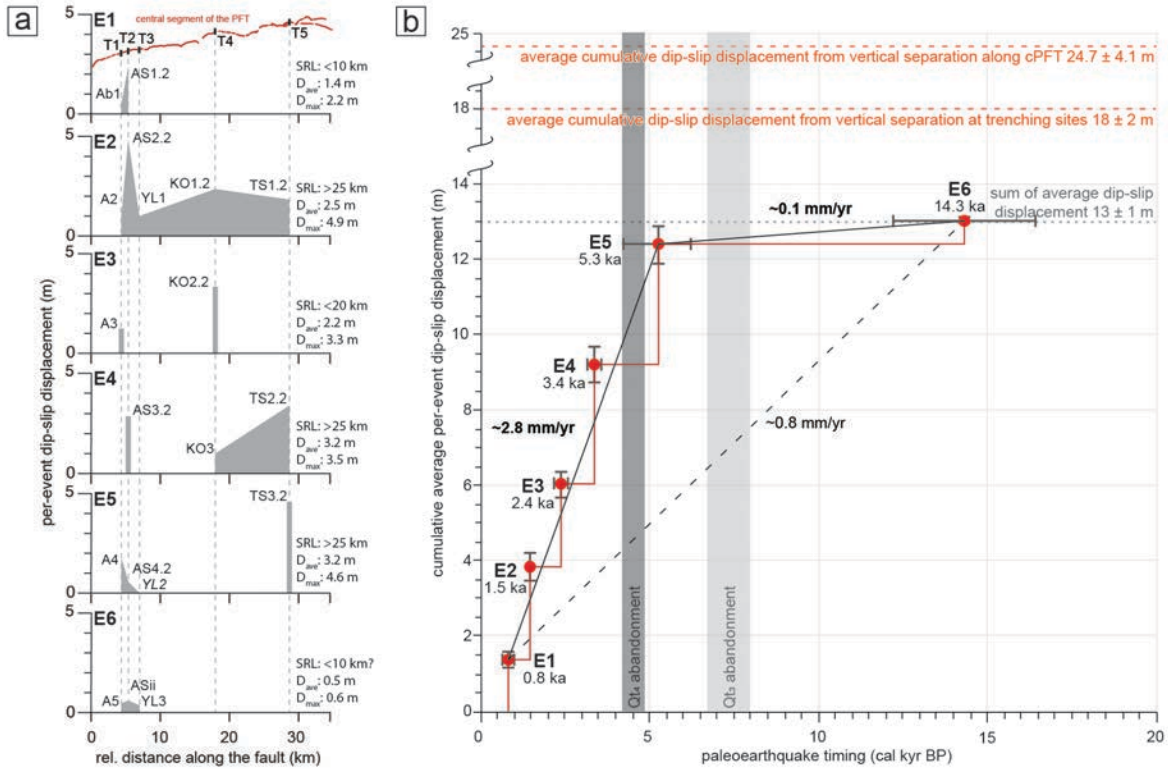 a
per-event dip-slip displacement (m)
E1
central segment of the PFT
T1
T2
T3
T4
T5
Ab1
AS1.2
SRL: <10 km
Dave: 1.4 m
Dmax: 2.2 m
5
0
E2
AS2.2
A2
YL1
KO1.2
TS1.2
SRL: >25 km
Dave: 2.5 m
Dmax: 4.9 m
5
0
E3
A3
KO2.2
SRL: <20 km
Dave: 2.2 m
Dmax: 3.3 m
5
0
E4
AS3.2
KO3
TS2.2
SRL: >25 km
Dave: 3.2 m
Dmax: 3.5 m
5
0
E5
A4
AS4.2
YL2
TS3.2
SRL: >25 km
Dave: 3.2 m
Dmax: 4.6 m
5
0
E6
A5
ASii
YL3
SRL: <10 km?
Dave: 0.5 m
Dmax: 0.6 m
5
0
0 10 20 30
rel. distance along the fault (km)
b
cumulative average per-event dip-slip displacement (m)
25
18
14
12
10
8
6
4
2
0
average cumulative dip-slip displacement from vertical separation along cPFT 24.7 ± 4.1 m
average cumulative dip-slip displacement from vertical separation at trenching sites 18 ± 2 m
sum of average dip-slip
displacement 13 ± 1 m
E6
14.3 ka
~0.1 mm/yr
E5
5.3 ka
E4
3.4 ka
~2.8 mm/yr
~0.8 mm/yr
E3
2.4 ka
E2
1.5 ka
E1
0.8 ka
Qt4 abandonment
Qt3 abandonment
0 5 10 15 20
paleoearthquake timing (cal kyr BP)